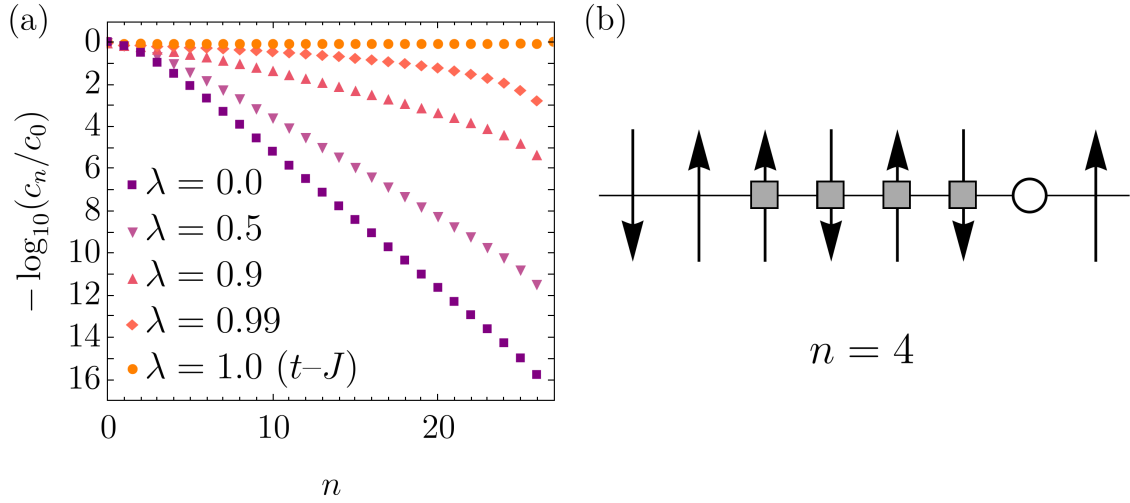 (a)
(b)
− log₁₀(cₙ/c₀)
0
2
4
6
8
10
12
14
16
λ = 0.0
λ = 0.5
λ = 0.9
λ = 0.99
λ = 1.0 (t–J)
0
10
20
n
n = 4